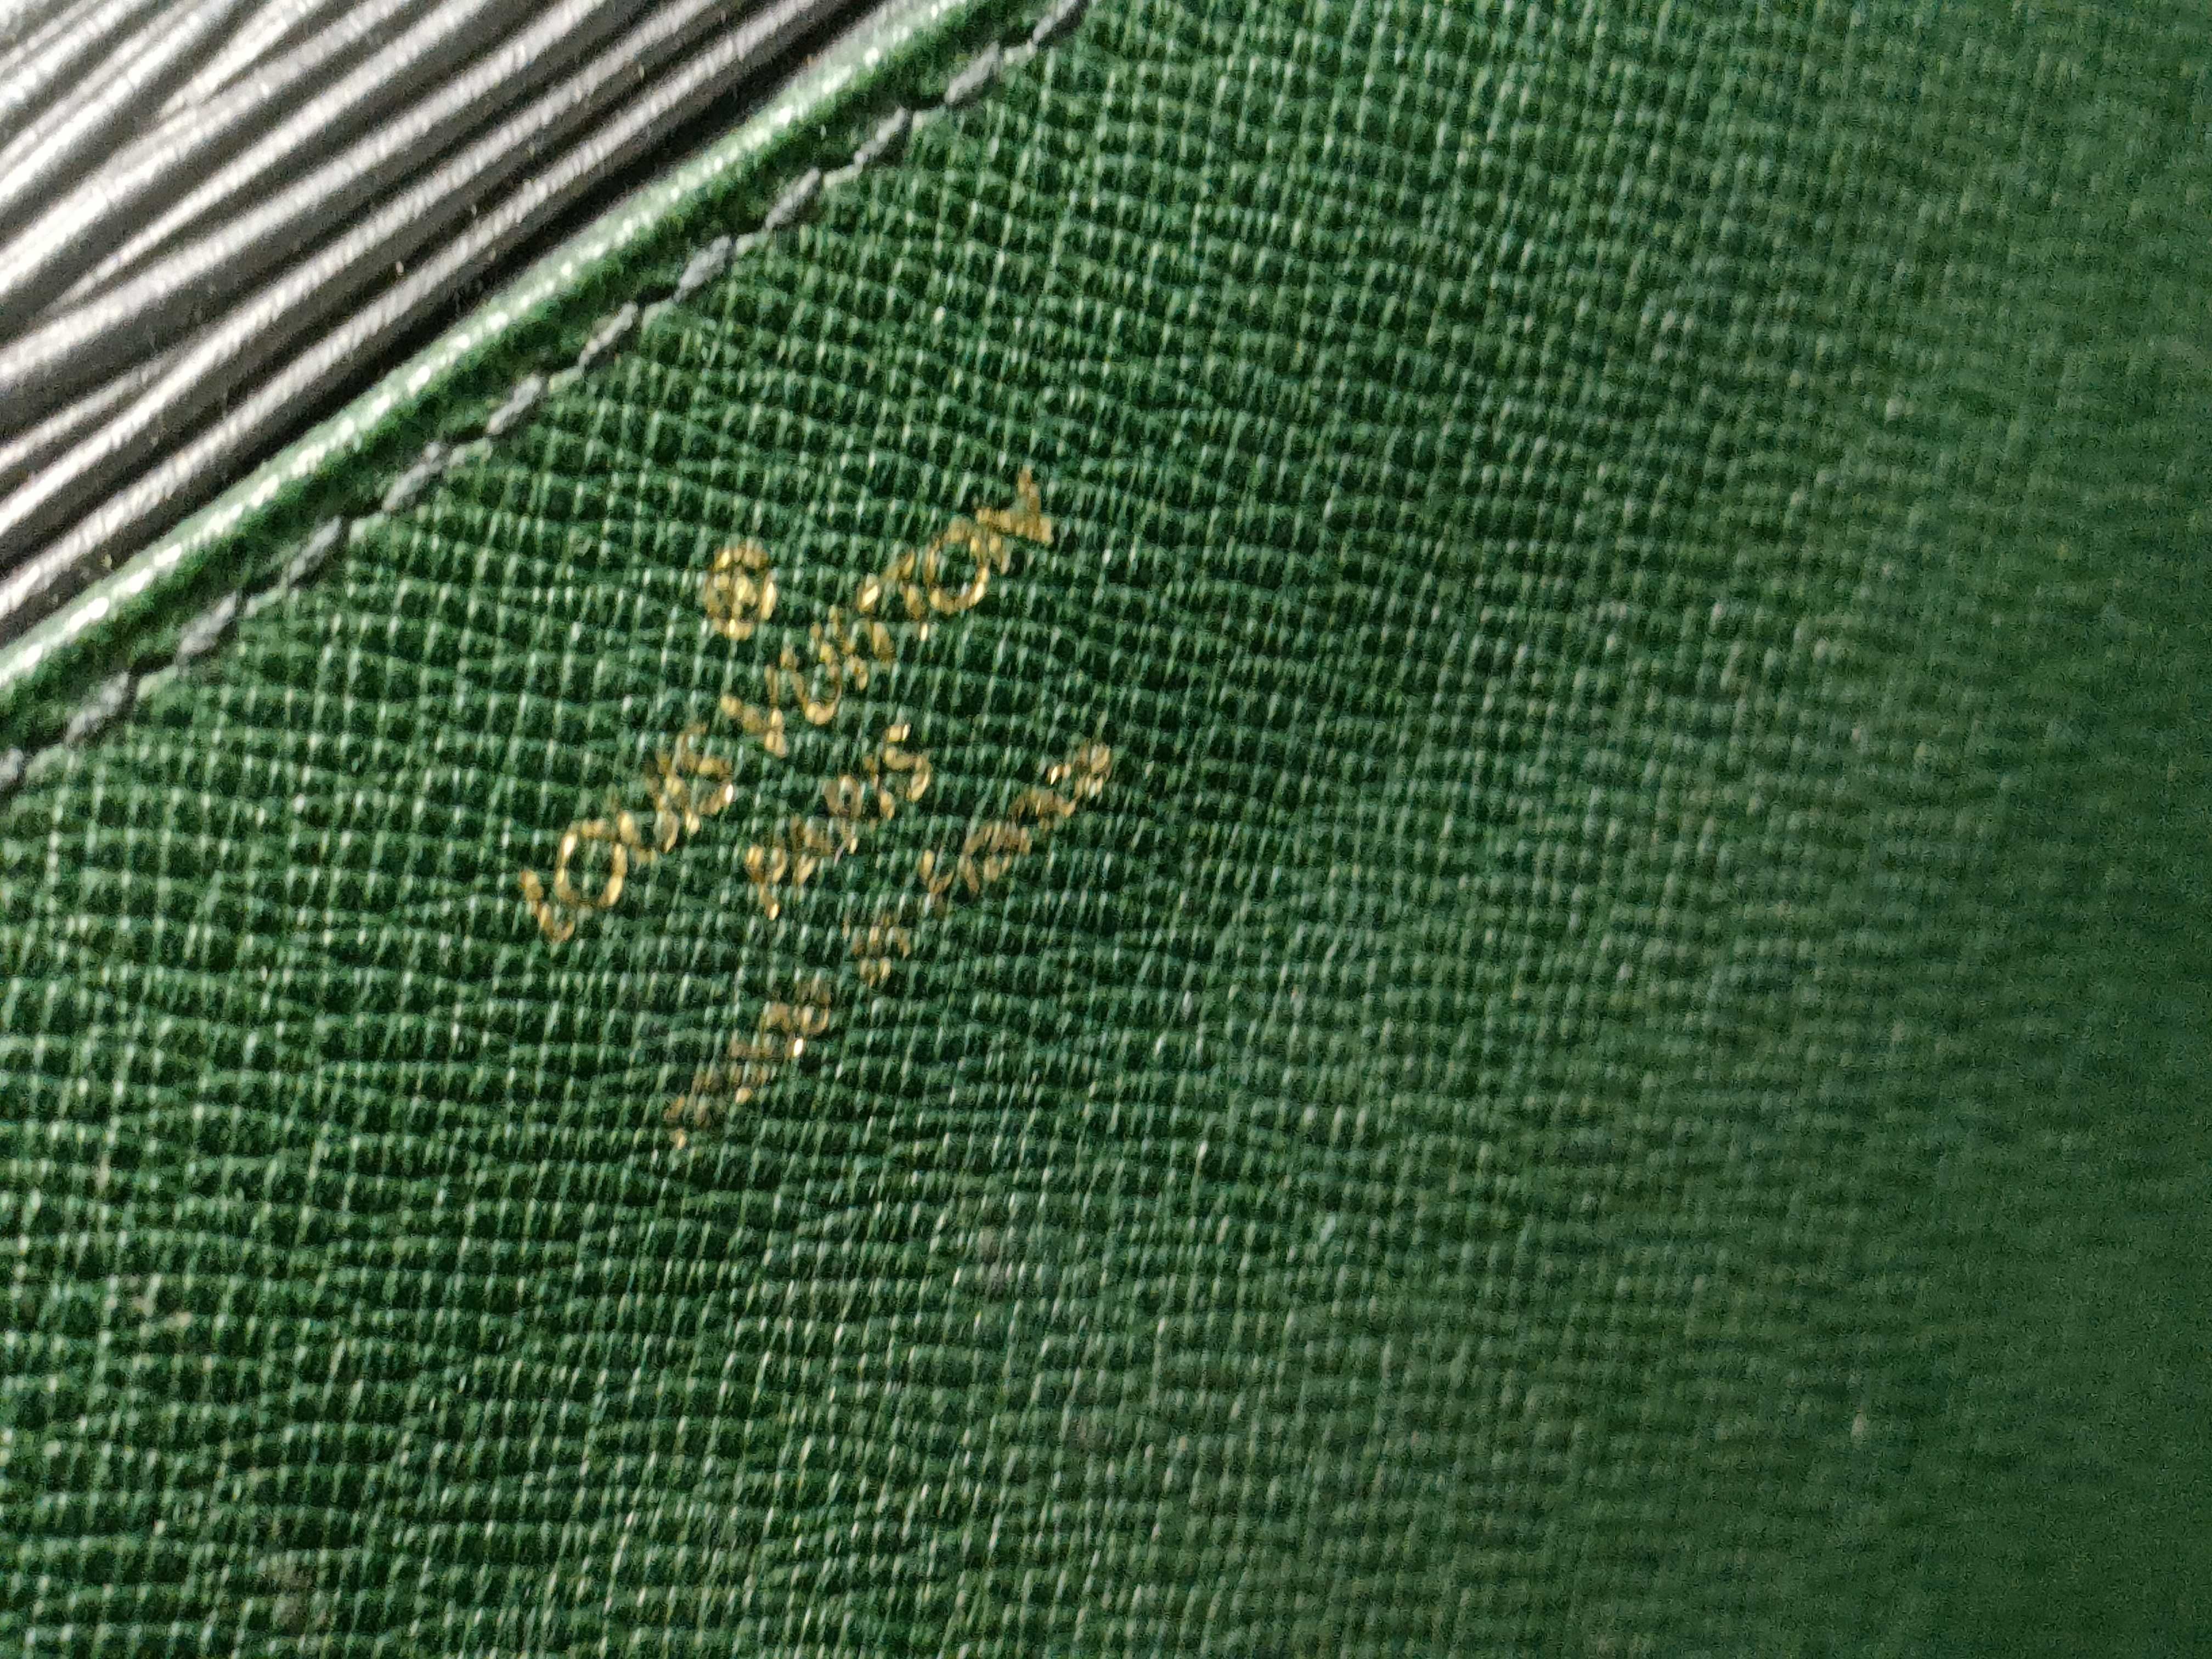 ®
LOUIS VUITTON
PARIS
made in France